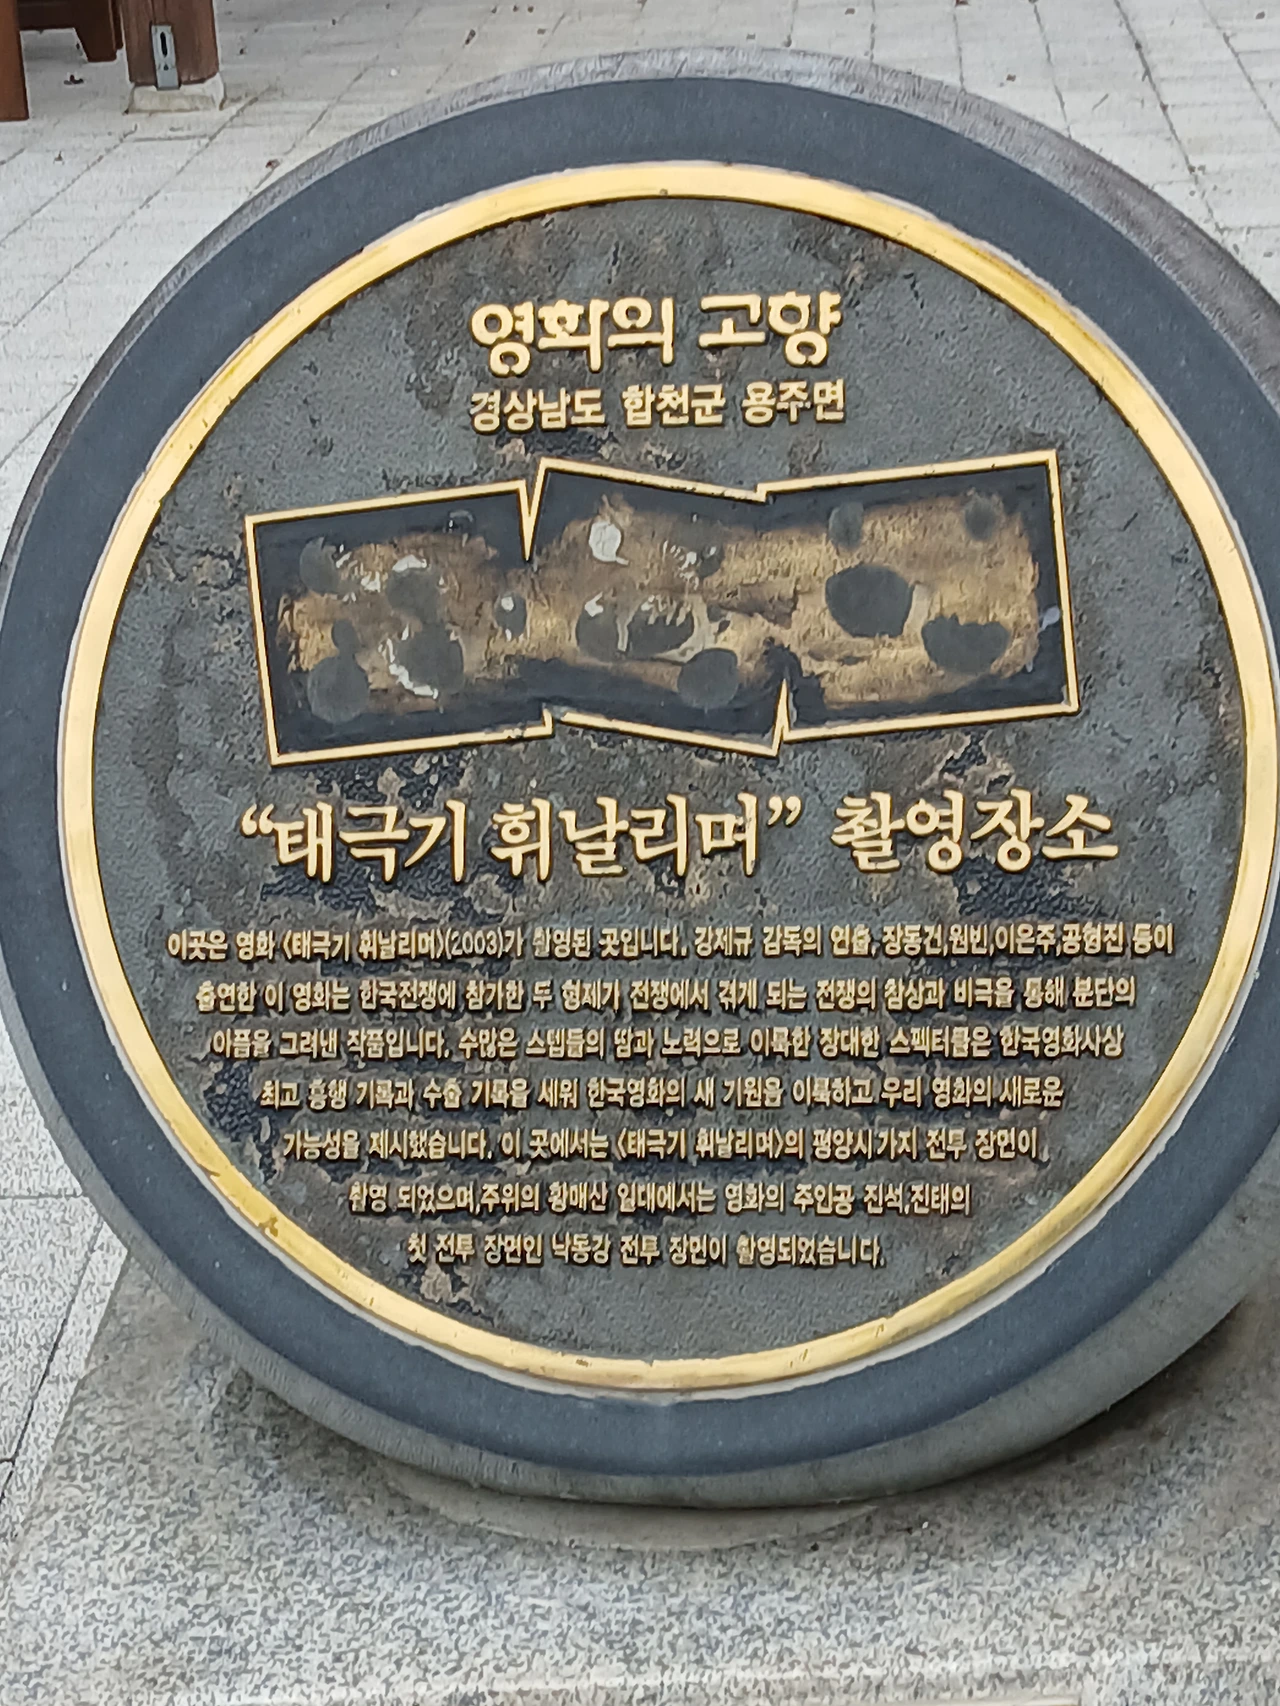 영화의 고향
경상남도 합천군 용주면
“태극기 휘날리며” 촬영장소
이곳은 영화 <태극기 휘날리며>(2003)가 촬영된 곳입니다. 강제규 감독의 연출, 장동건,원빈,이은주,공형진 등이
출연한 이 영화는 한국전쟁에 참가한 두 형제가 전쟁에서 겪게 되는 전쟁의 참상과 비극을 통해 분단의
아픔을 그려낸 작품입니다. 수많은 스텝들의 땀과 노력으로 이룩한 장대한 스펙터클은 한국영화사상
최고 흥행 기록과 수출 기록을 세워 한국영화의 새 기원을 이룩하고 우리 영화의 새로운
가능성을 제시했습니다. 이 곳에서는 <태극기 휘날리며>의 평양시가지 전투 장면이
촬영 되었으며,주위의 황매산 일대에서는 영화의 주인공 진석,진태의
첫 전투 장면인 낙동강 전투 장면이 촬영되었습니다.